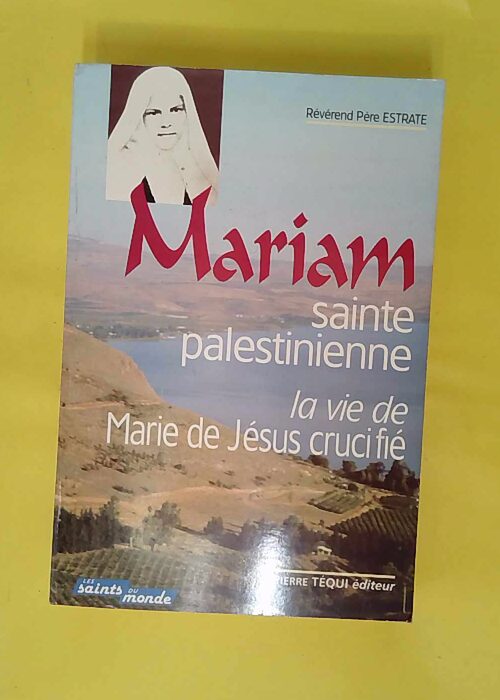 Révérend Père ESTRATE
Mariam
sainte
palestinienne
la vie de
Marie de Jésus crucifié
LES
saints DU
monde
TÉQUI éditeur